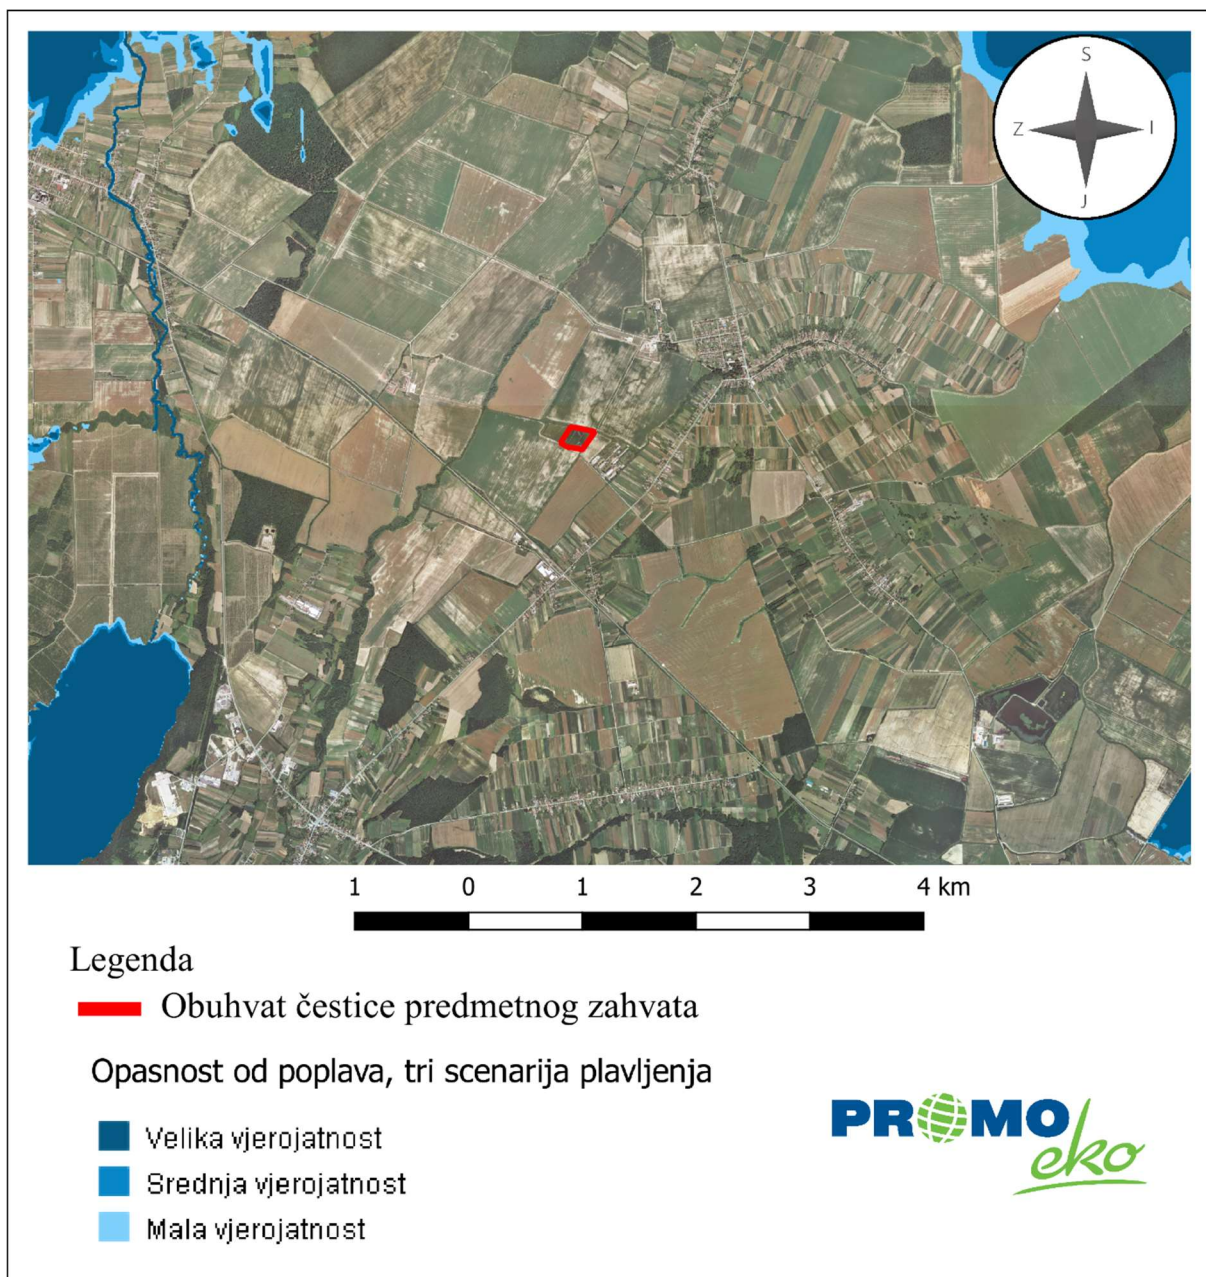 S
Z I
J
1 0 1 2 3 4 km
Legenda
Obuhvat čestice predmetnog zahvata
Opasnost od poplava, tri scenarija plavljenja
Velika vjerojatnost
Srednja vjerojatnost
Mala vjerojatnost
PROMO
eko